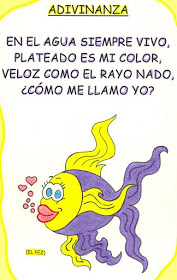 ADIVINANZA
EN EL AGUA SIEMPRE VIVO,
PLATEADO ES MI COLOR,
VELOZ COMO EL RAYO NADO,
¿CÓMO ME LLAMO YO?
(EL PEZ)